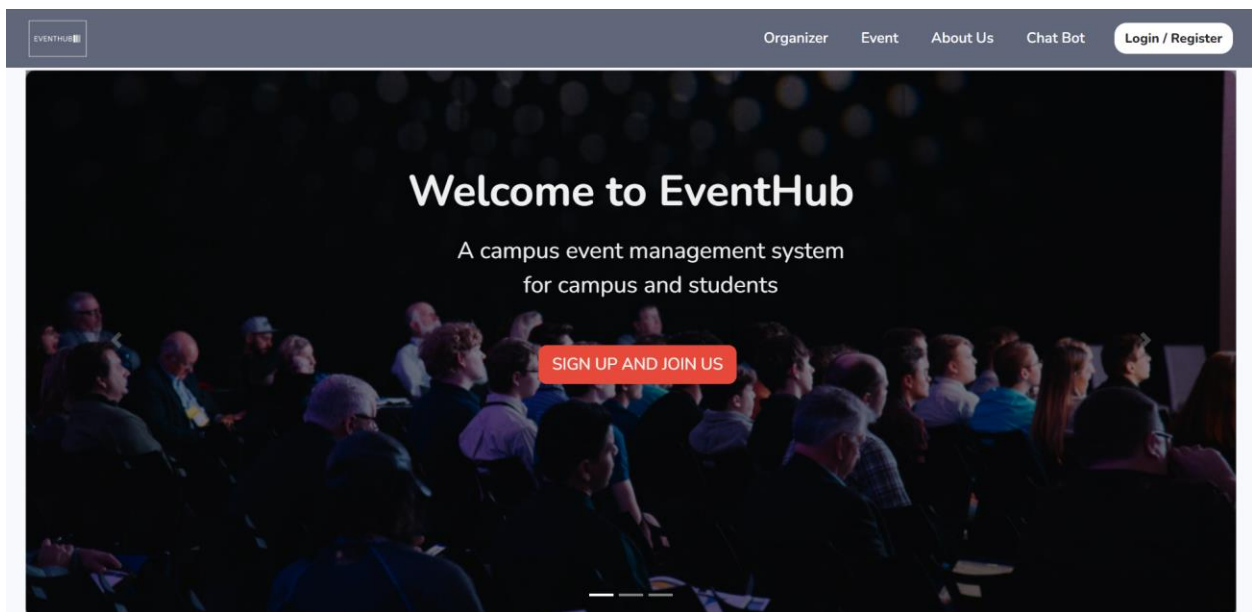 EVENTHUB
Organizer Event About Us Chat Bot Login / Register
Welcome to EventHub
A campus event management system
for campus and students
SIGN UP AND JOIN US